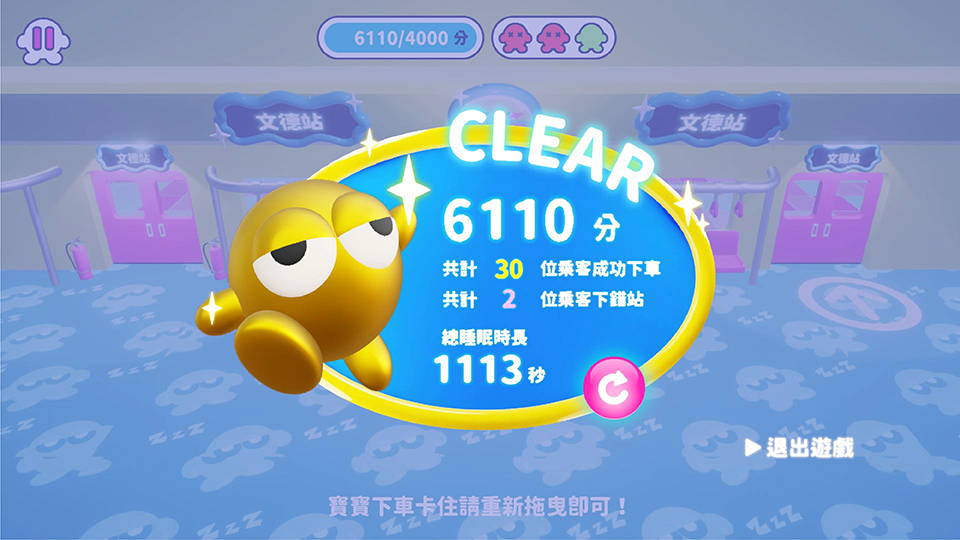 6110/4000 分
文德站
文德站
文德站
文德站
CLEAR
6110 分
共計 30 位乘客成功下車
共計 2 位乘客下錯站
總睡眠時長
1113 秒
退出遊戲
寶寶下車卡住請重新拖曳即可！
ZZZ